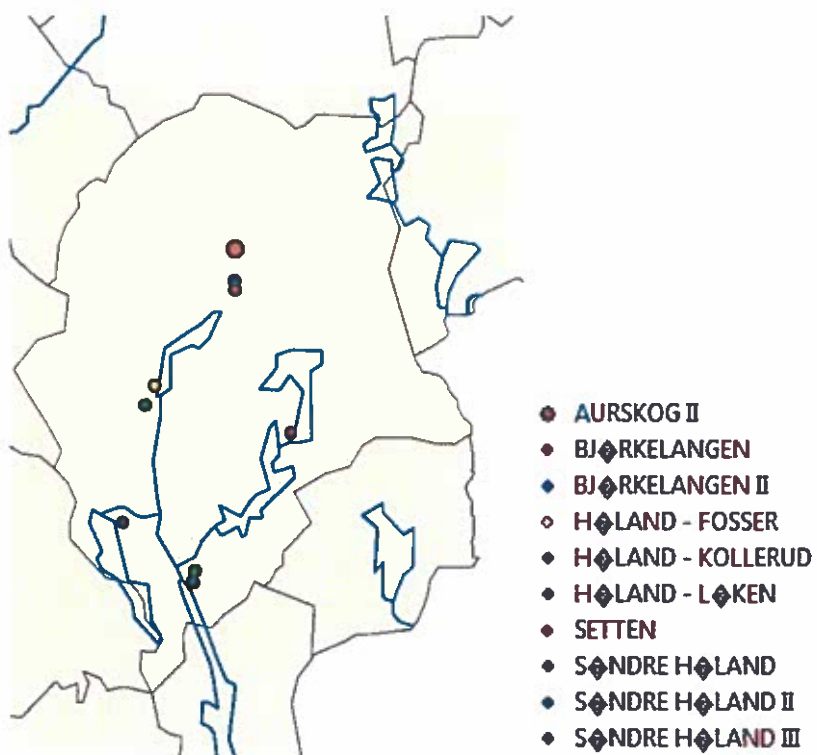 AURSKOG II
BJ�RKELANGEN
BJ�RKELANGEN II
H�LAND - FOSSER
H�LAND - KOLLERUD
H�LAND - L�KEN
SETTEN
S�NDRE H�LAND
S�NDRE H�LAND II
S�NDRE H�LAND III